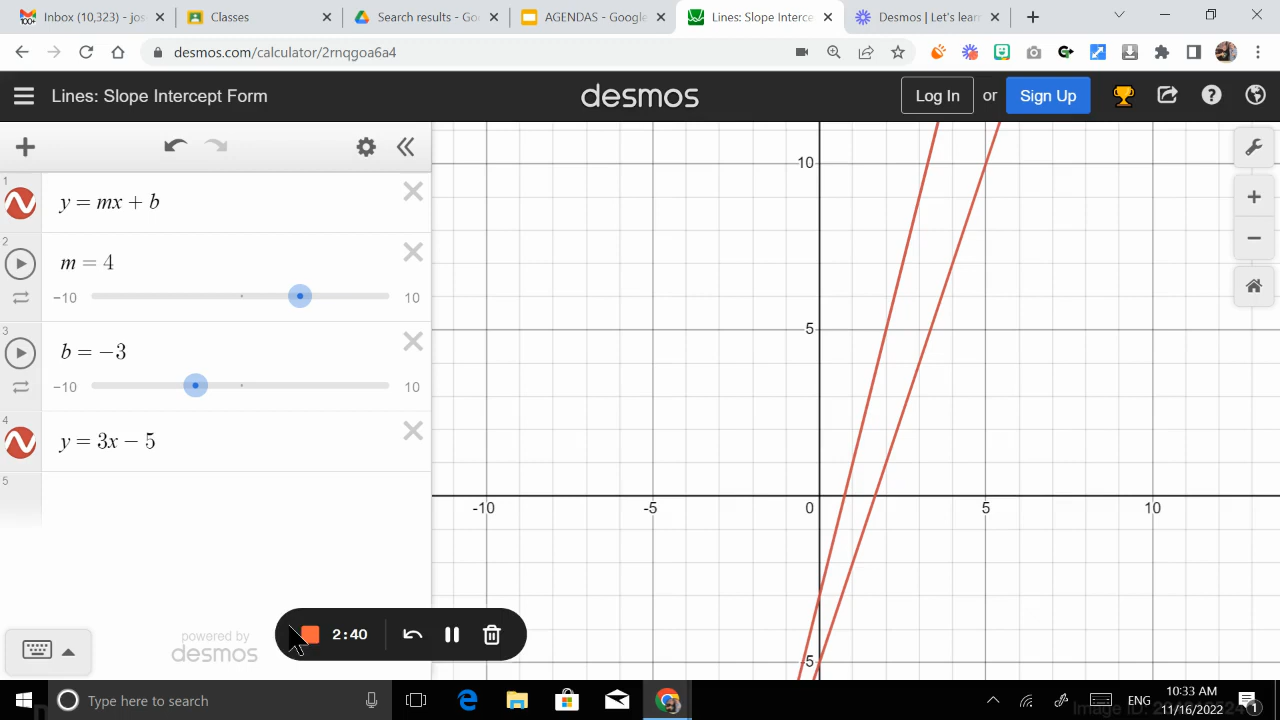 Inbox (10,323) - jos
Classes
Search results - Go
AGENDAS - Google
Lines: Slope Interce
Desmos | Let's lear
desmos.com/calculator/2rnqgoa6a4
Lines: Slope Intercept Form
desmos
Log In
or
Sign Up
1
y = mx + b
2
m = 4
-10
10
3
b = −3
-10
10
4
y = 3x − 5
5
10
5
-10
-5
0
5
10
-5
powered by
desmos
2:40
Type here to search
ENG
10:33 AM
11/16/2022
1